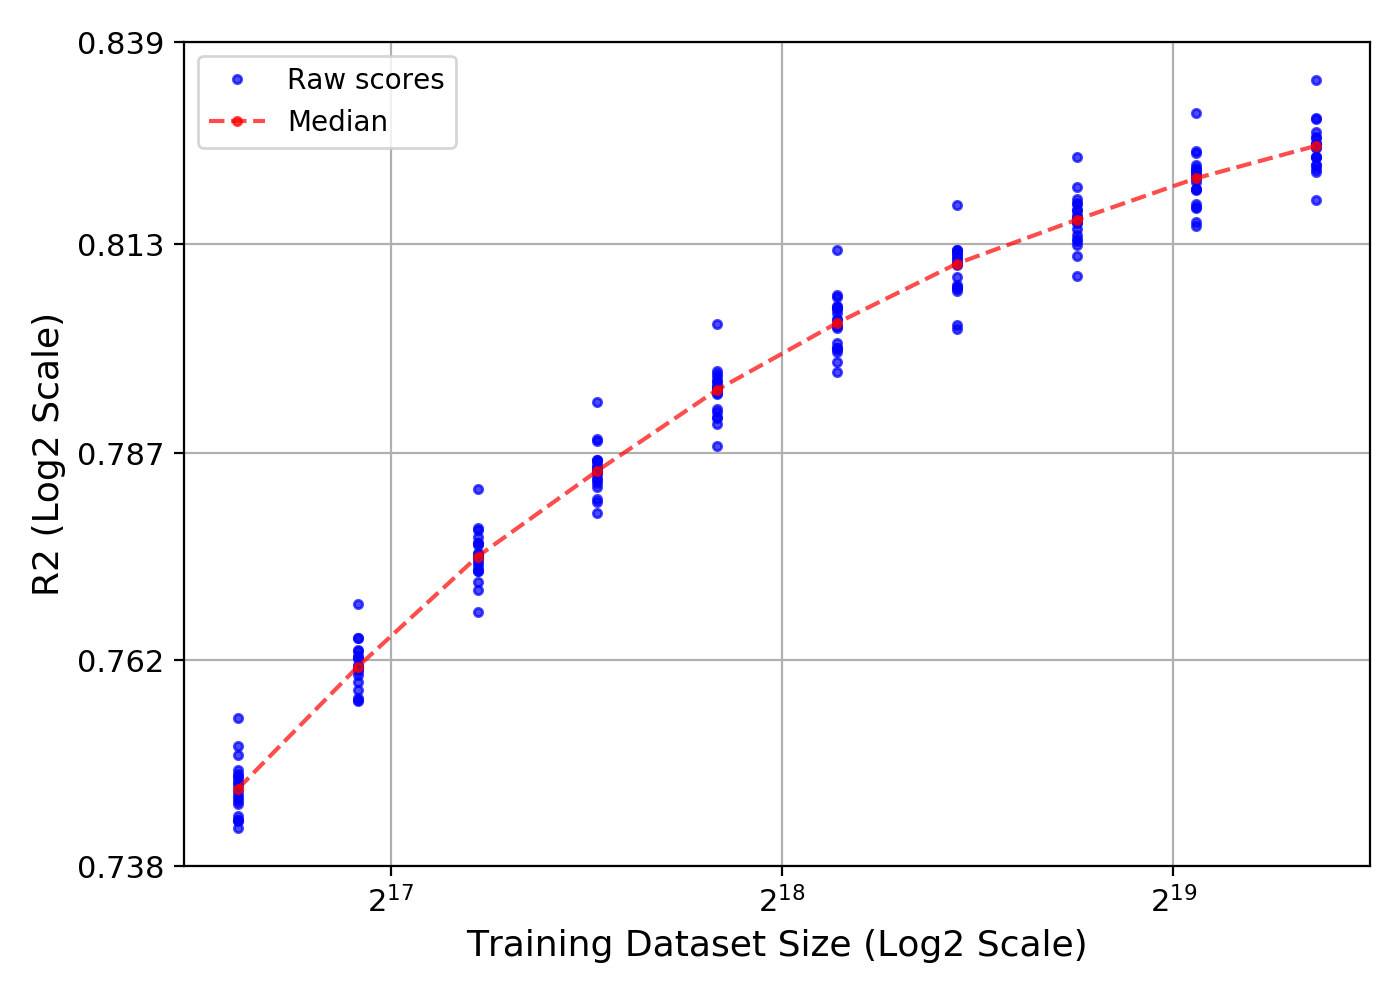 0.839
0.813
0.787
0.762
0.738
R2 (Log2 Scale)
Raw scores
Median
2^17
2^18
2^19
Training Dataset Size (Log2 Scale)